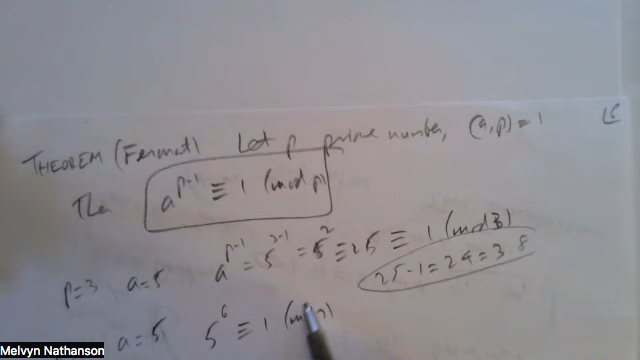 THEOREM (Fermat) Let p prime number, (a,p)=1
The a^{p-1} ≡ 1 (mod p)
p=3 a=5 a^{p-1} = 5^{3-1} = 5^2 ≡ 25 ≡ 1 (mod 3)
25-1=24=3 8
a=5 5^6 ≡ 1
Melvyn Nathanson